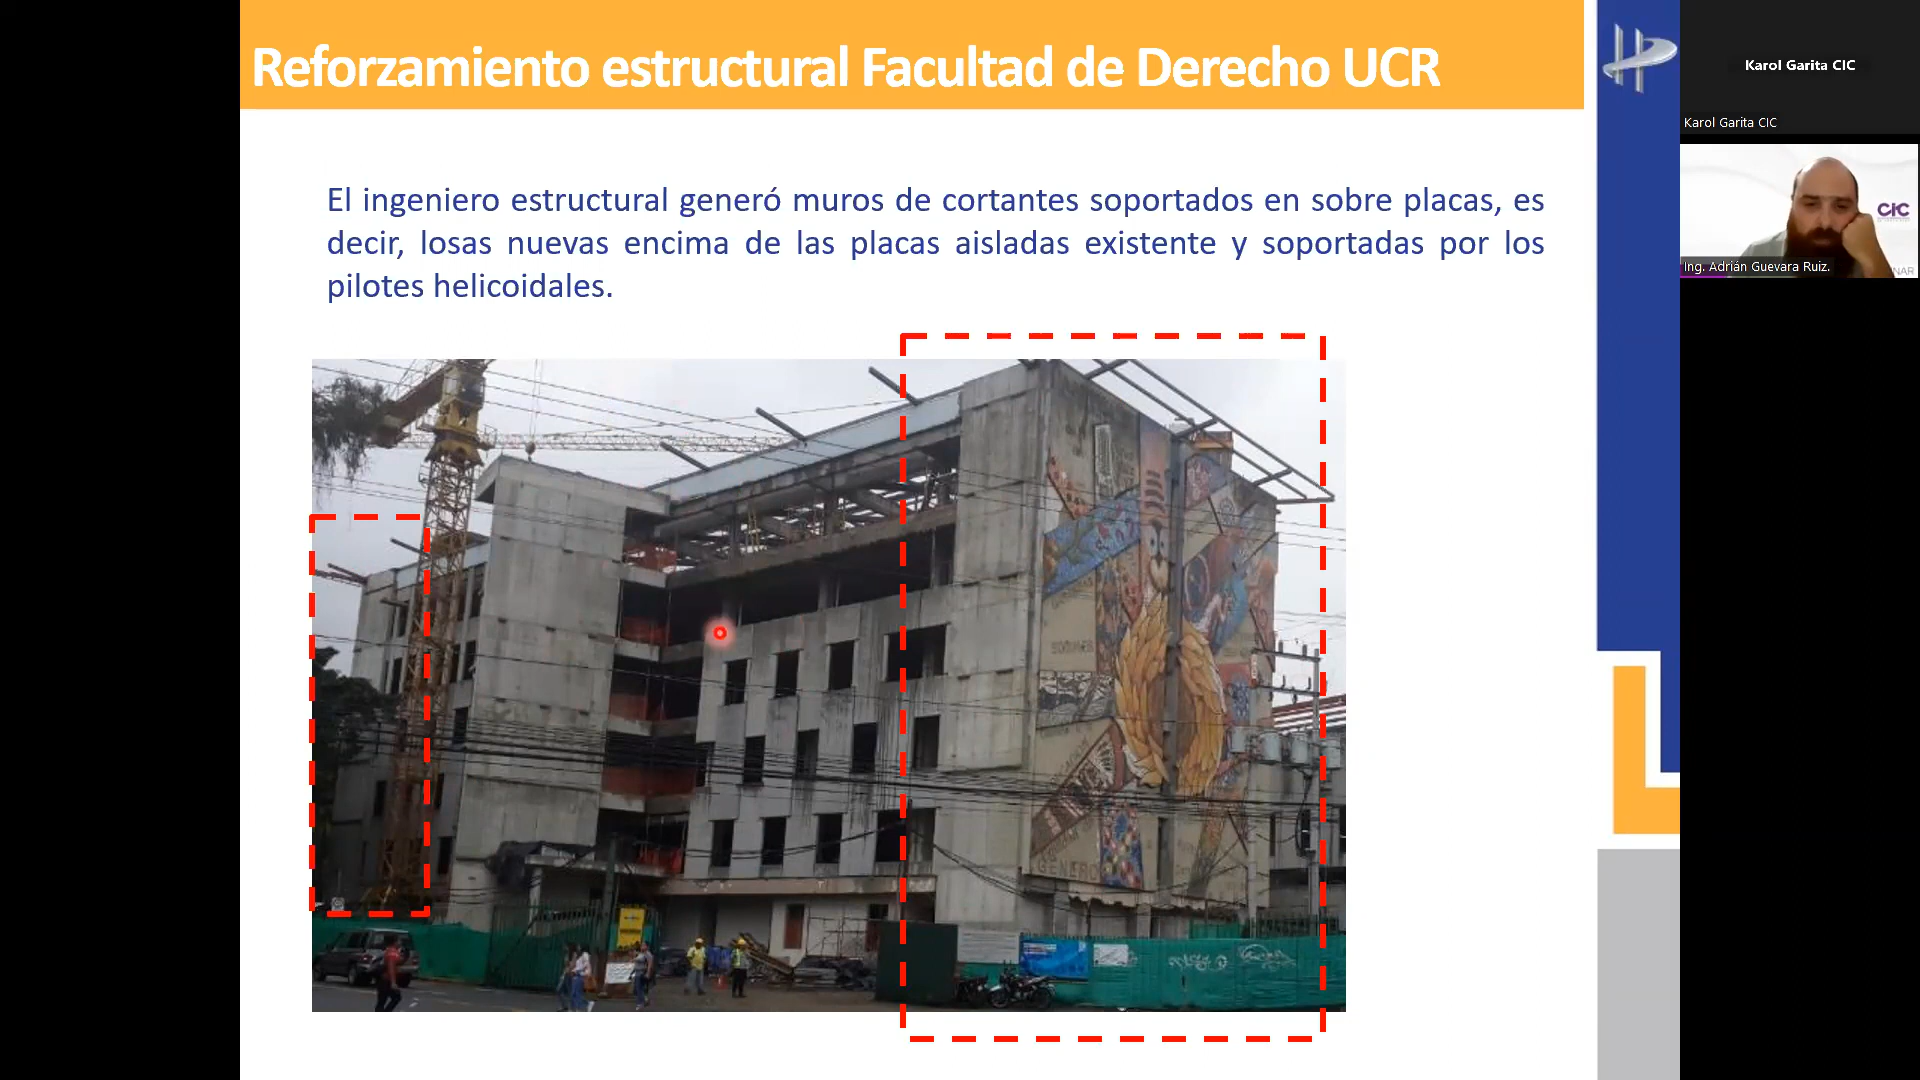 Reforzamiento estructural Facultad de Derecho UCR
El ingeniero estructural generó muros de cortantes soportados en sobre placas, es
decir, losas nuevas encima de las placas aisladas existente y soportadas por los
pilotes helicoidales.
GENERO
Karol Garita CIC
Karol Garita CIC
CIC
NAR
Ing. Adrián Guevara Ruiz.